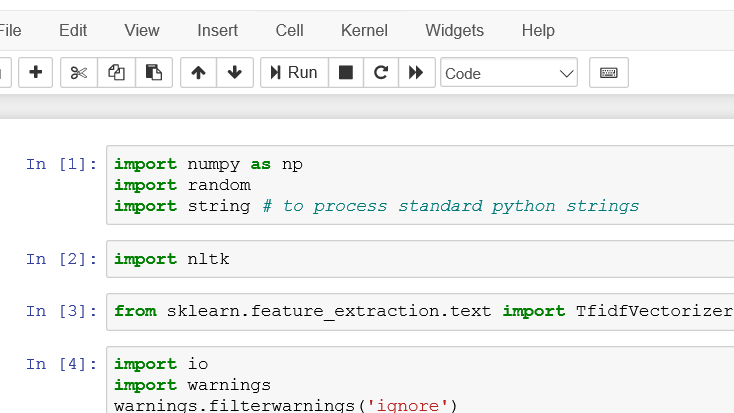 File Edit View Insert Cell Kernel Widgets Help
Run Code
In [1]: import numpy as np
import random
import string # to process standard python strings
In [2]: import nltk
In [3]: from sklearn.feature_extraction.text import TfidfVectorizer
In [4]: import io
import warnings
warnings.filterwarnings('ignore')